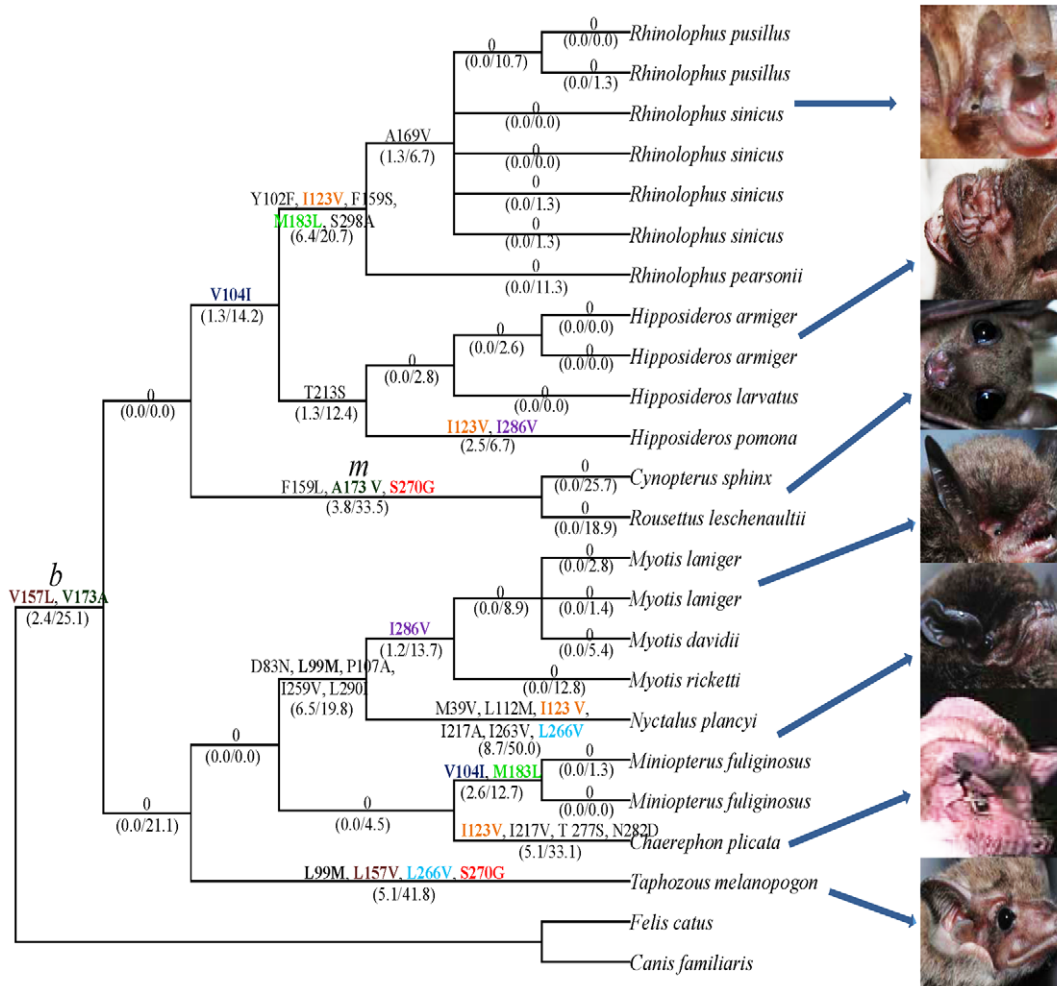 0
(0.0/0.0)
Rhinolophus pusillus
0
(0.0/10.7)
0
(0.0/1.3)
Rhinolophus pusillus
0
(0.0/0.0)
Rhinolophus sinicus
A169V
(1.3/6.7)
0
(0.0/0.0)
Rhinolophus sinicus
0
(0.0/1.3)
Rhinolophus sinicus
Y102F, I123V, F159S,
M183L, S298A
(6.4/20.7)
0
(0.0/1.3)
Rhinolophus sinicus
0
(0.0/11.3)
Rhinolophus pearsonii
V104I
(1.3/14.2)
0
(0.0/0.0)
Hipposideros armiger
0
(0.0/2.6)
0
(0.0/0.0)
Hipposideros armiger
0
(0.0/2.8)
0
(0.0/0.0)
Hipposideros larvatus
T213S
(1.3/12.4)
0
(0.0/0.0)
I123V, I286V
(2.5/6.7)
Hipposideros pomona
m
F159L, A173 V, S270G
(3.8/33.5)
0
(0.0/25.7)
Cynopterus sphinx
0
(0.0/18.9)
Rousettus leschenaultii
b
V157L, V173A
(2.4/25.1)
0
(0.0/2.8)
Myotis laniger
0
(0.0/8.9)
0
(0.0/1.4)
Myotis laniger
I286V
(1.2/13.7)
0
(0.0/5.4)
Myotis davidii
D83N, L99M, P107A,
I259V, L290I
(6.5/19.8)
0
(0.0/12.8)
Myotis ricketti
M39V, L112M, I123 V,
I217A, I263V, L266V
(8.7/50.0)
Nyctalus plancyi
0
(0.0/0.0)
0
(0.0/1.3)
Miniopterus fuliginosus
V104I, M183L
(2.6/12.7)
0
(0.0/0.0)
Miniopterus fuliginosus
0
(0.0/4.5)
0
(0.0/21.1)
I123V, I217V, T 277S, N282D
(5.1/33.1)
Chaerephon plicata
L99M, L157V, L266V, S270G
(5.1/41.8)
Taphozous melanopogon
Felis catus
Canis familiaris